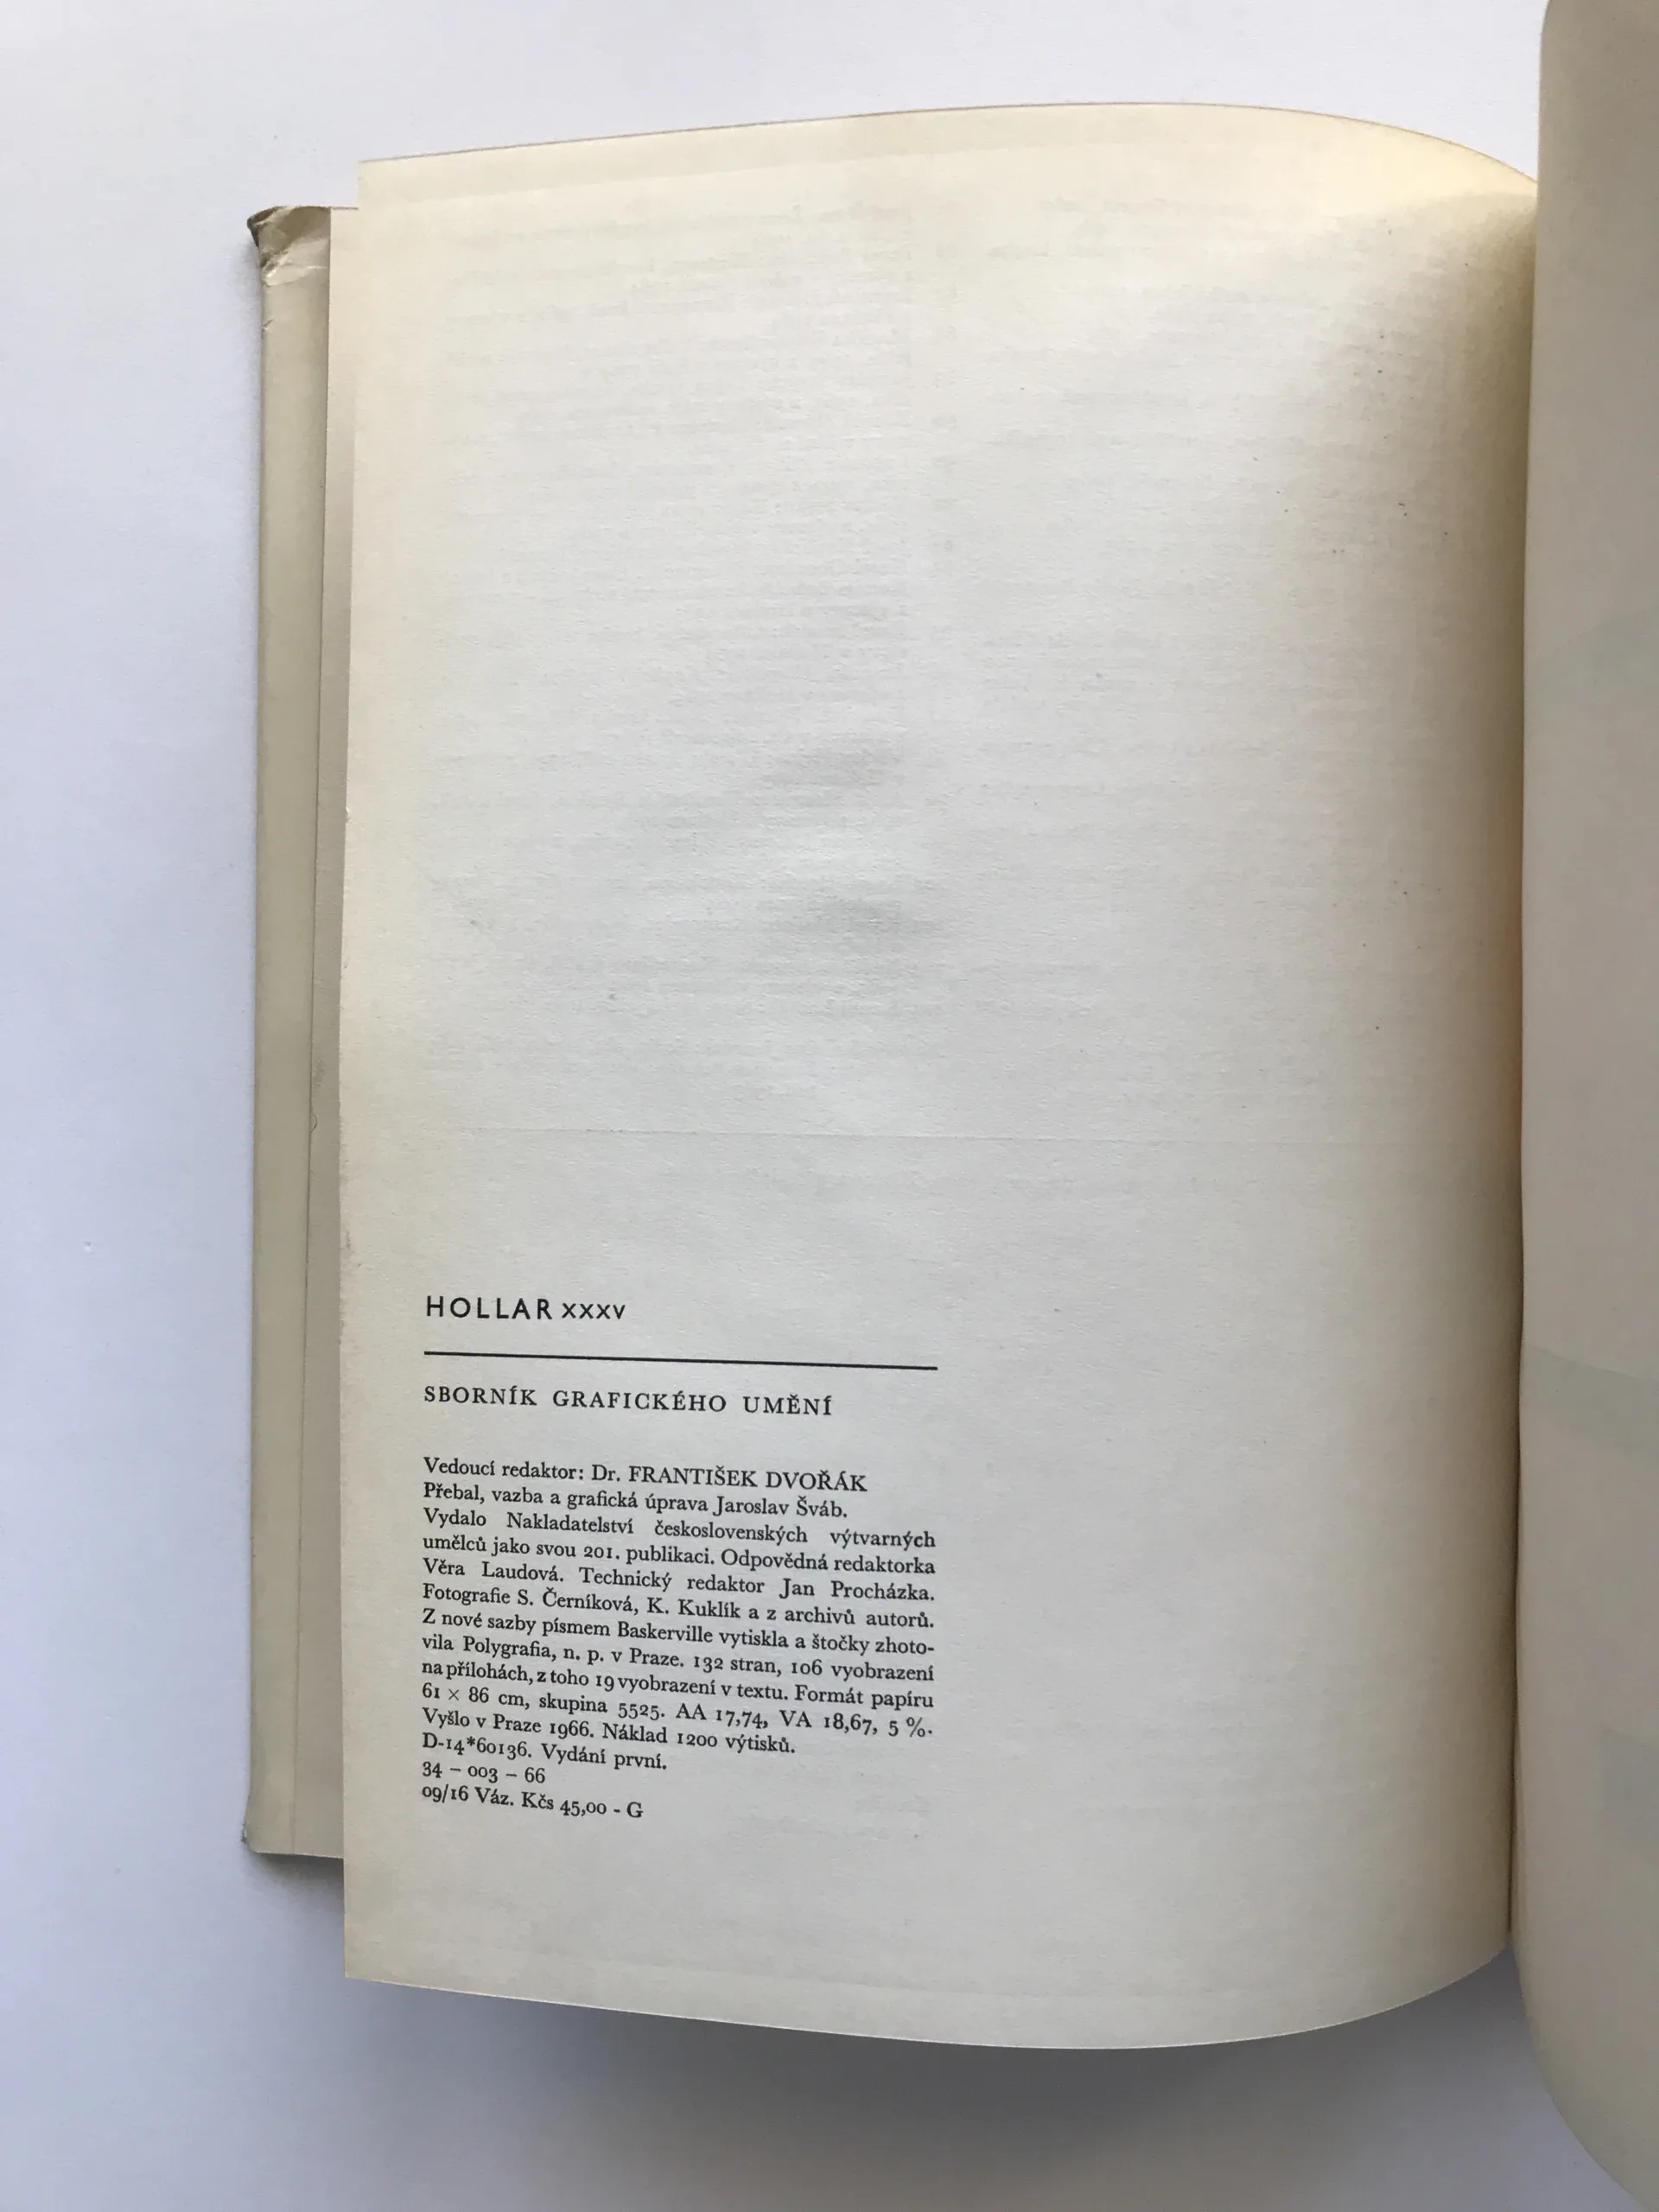 HOLLAR XXXV
SBORNÍK GRAFICKÉHO UMĚNÍ
Vedoucí redaktor: Dr. FRANTIŠEK DVOŘÁK
Přebal, vazba a grafická úprava Jaroslav Šváb.
Vydalo Nakladatelství československých výtvarných
umělců jako svou 201. publikaci. Odpovědná redaktorka
Věra Laudová. Technický redaktor Jan Procházka.
Fotografie S. Černíková, K. Kuklík a z archivů autorů.
Z nové sazby písmem Baskerville vytiskla a štočky zhoto-
vila Polygrafia, n. p. v Praze. 132 stran, 106 vyobrazení
na přílohách, z toho 19 vyobrazení v textu. Formát papíru
61 × 86 cm, skupina 5525. AA 17,74, VA 18,67, 5 %.
Vyšlo v Praze 1966. Náklad 1200 výtisků.
D-14*60136. Vydání první.
34 – 003 – 66
09/16 Váz. Kčs 45,00 - G